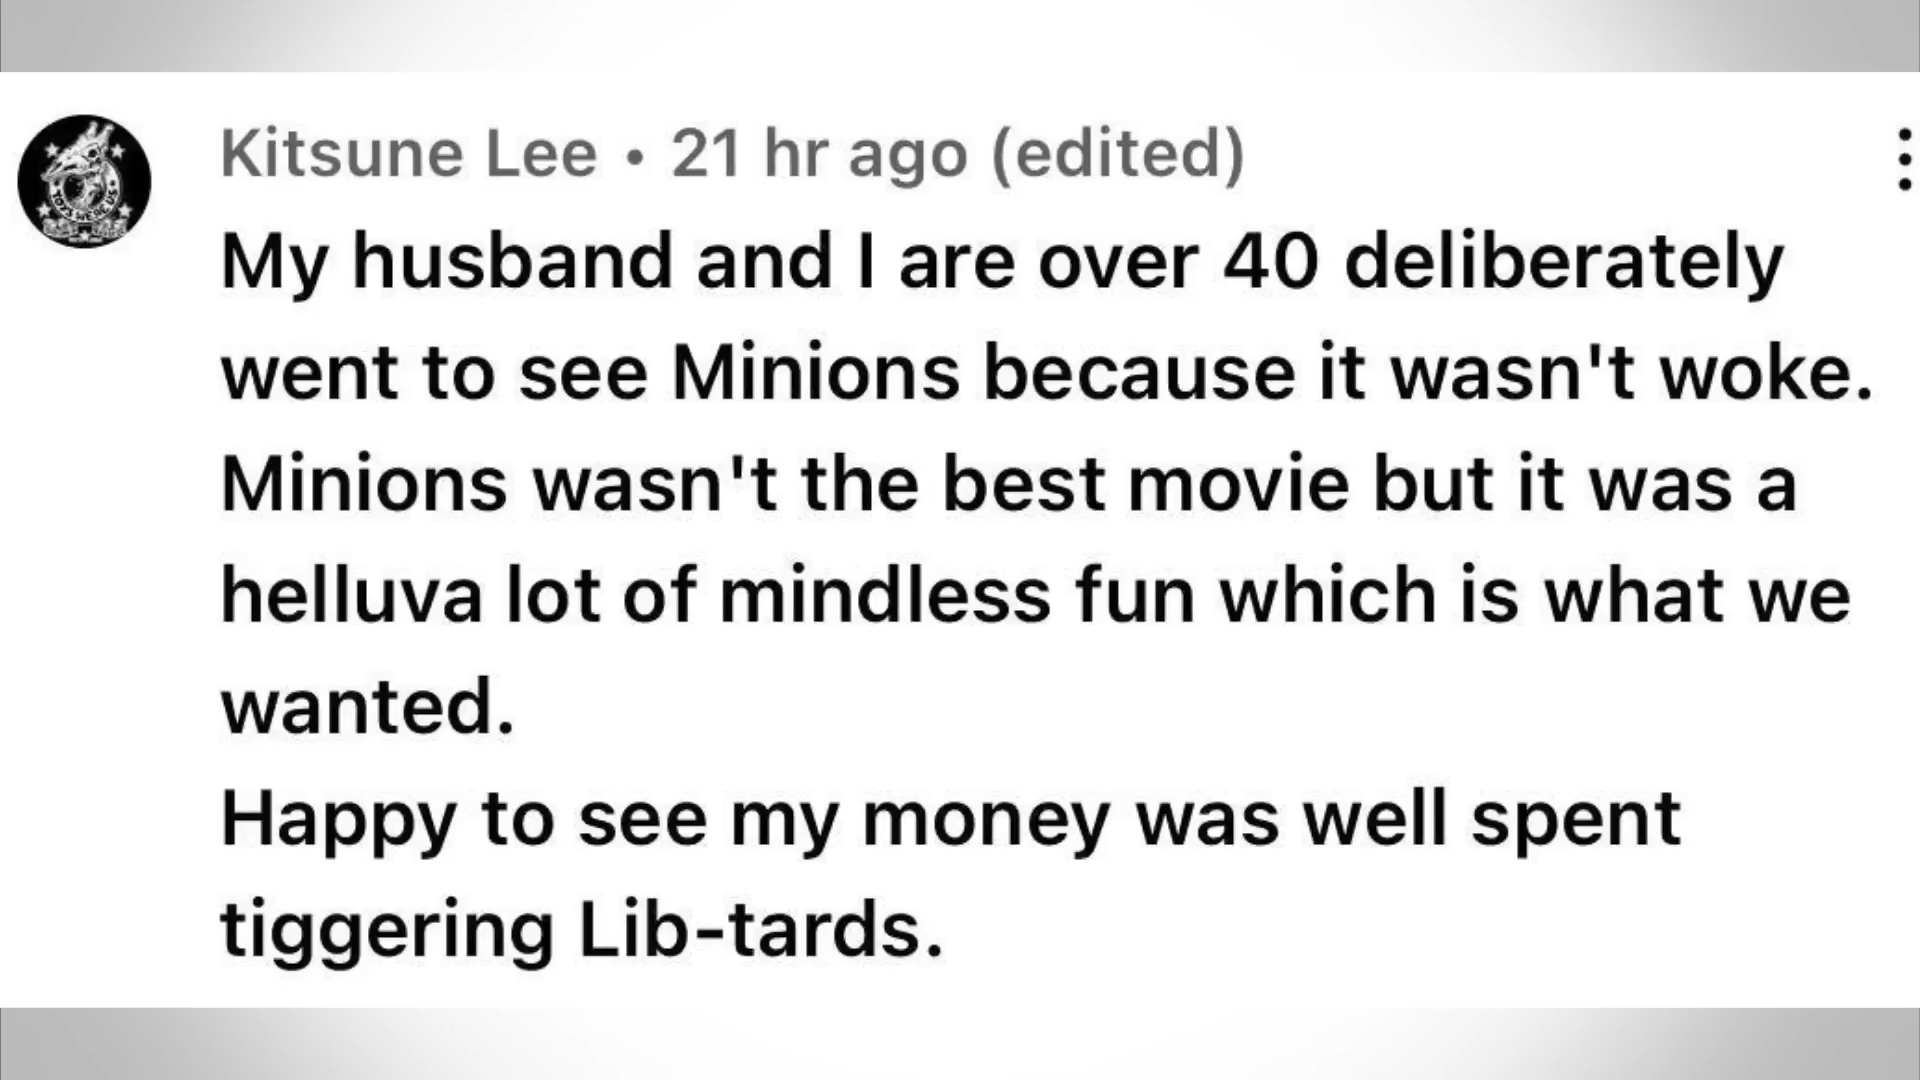 Kitsune Lee • 21 hr ago (edited)
My husband and I are over 40 deliberately
went to see Minions because it wasn't woke.
Minions wasn't the best movie but it was a
helluva lot of mindless fun which is what we
wanted.
Happy to see my money was well spent
tiggering Lib-tards.